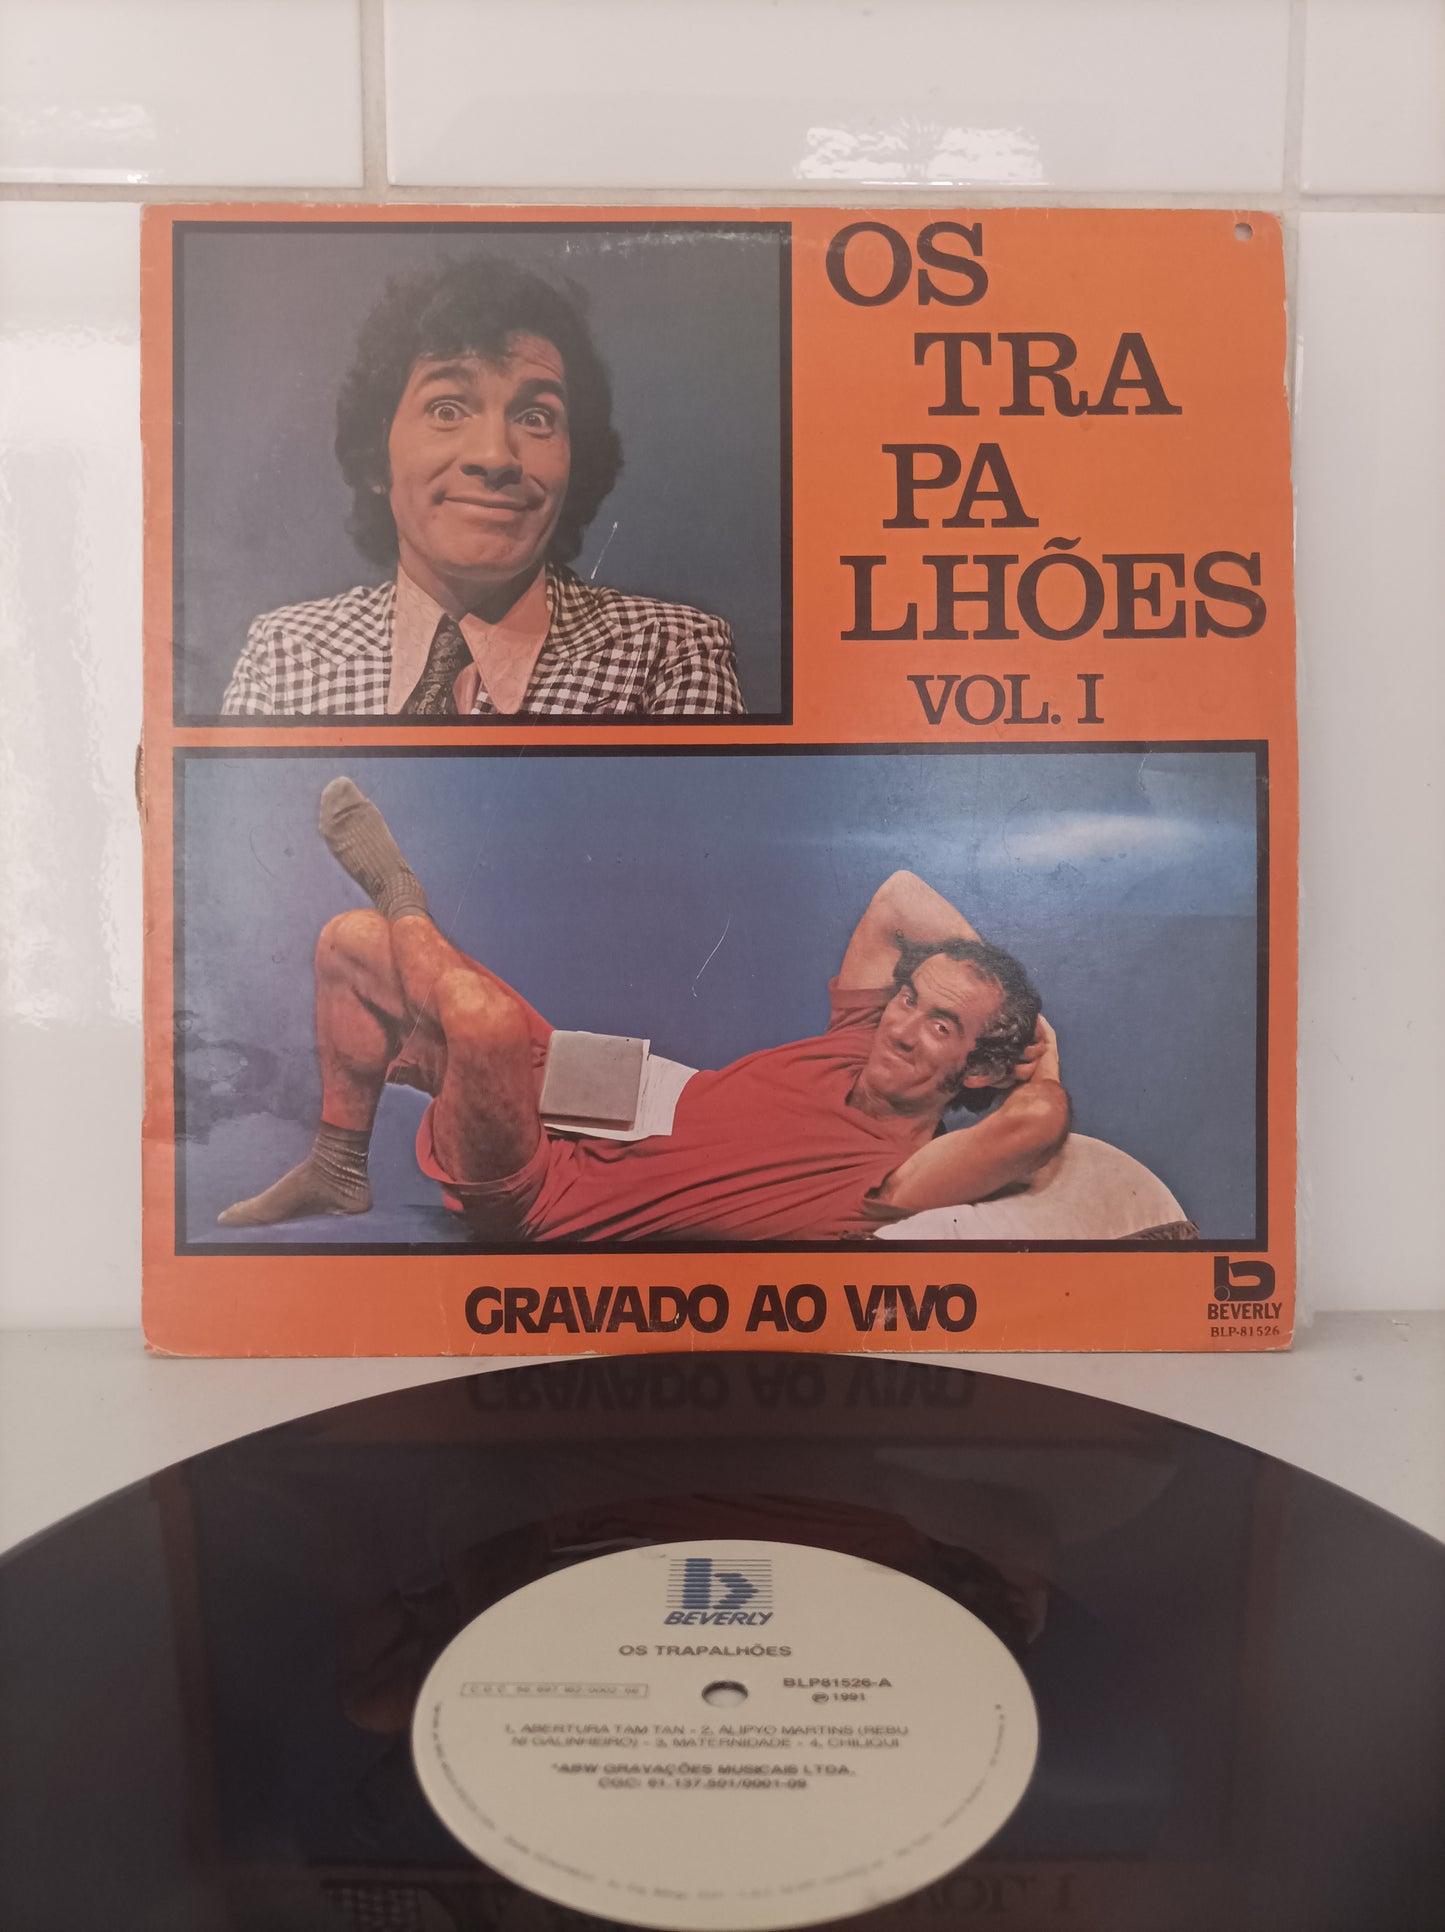 OS
TRA
PA
LHÕES
VOL. I
GRAVADO AO VIVO
BEVERLY
BLP-81526
BEVERLY
OS TRAPALHÕES
BLP81526-A
℗ 1991
1. ABERTURA TAM TAN - 2. ALIPYO MARTINS (REBU
NI GALINHEIRO) - 3. MATERNIDADE - 4. CHILIQUI
*ABW GRAVAÇÕES MUSICAIS LTDA.
CGC: 61.137.501/0001-09